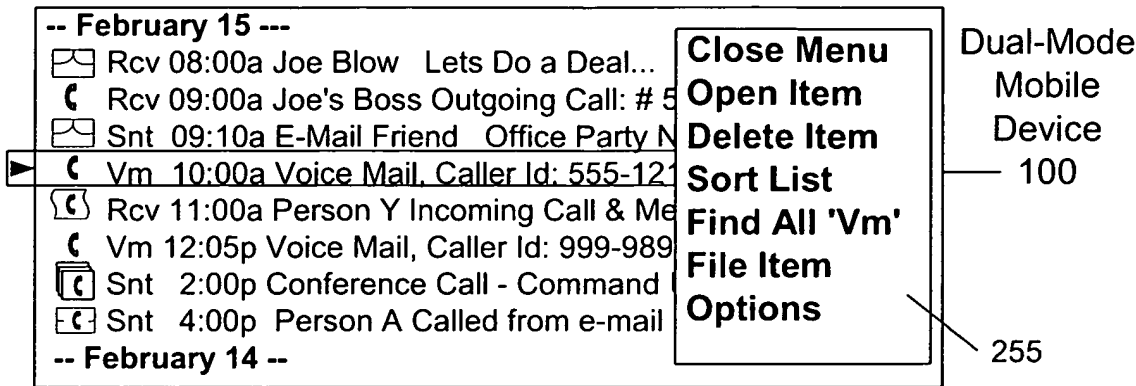 -- February 15 ---
Rcv 08:00a Joe Blow Lets Do a Deal...
Rcv 09:00a Joe's Boss Outgoing Call: # 5
Snt 09:10a E-Mail Friend Office Party N
Vm 10:00a Voice Mail, Caller Id: 555-121
Rcv 11:00a Person Y Incoming Call & Me
Vm 12:05p Voice Mail, Caller Id: 999-989
Snt 2:00p Conference Call - Command
Snt 4:00p Person A Called from e-mail
-- February 14 --
Close Menu
Open Item
Delete Item
Sort List
Find All 'Vm'
File Item
Options
Dual-Mode
Mobile
Device
100
255